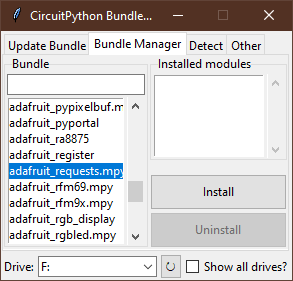 CircuitPython Bundle...
Update Bundle Bundle Manager Detect Other
Bundle
Installed modules
adafruit_pypixelbuf.m
adafruit_pyportal
adafruit_ra8875
adafruit_register
adafruit_requests.mpy
adafruit_rfm69.mpy
adafruit_rfm9x.mpy
adafruit_rgb_display
adafruit_rgbled.mpy
Install
Uninstall
Drive: F: Show all drives?